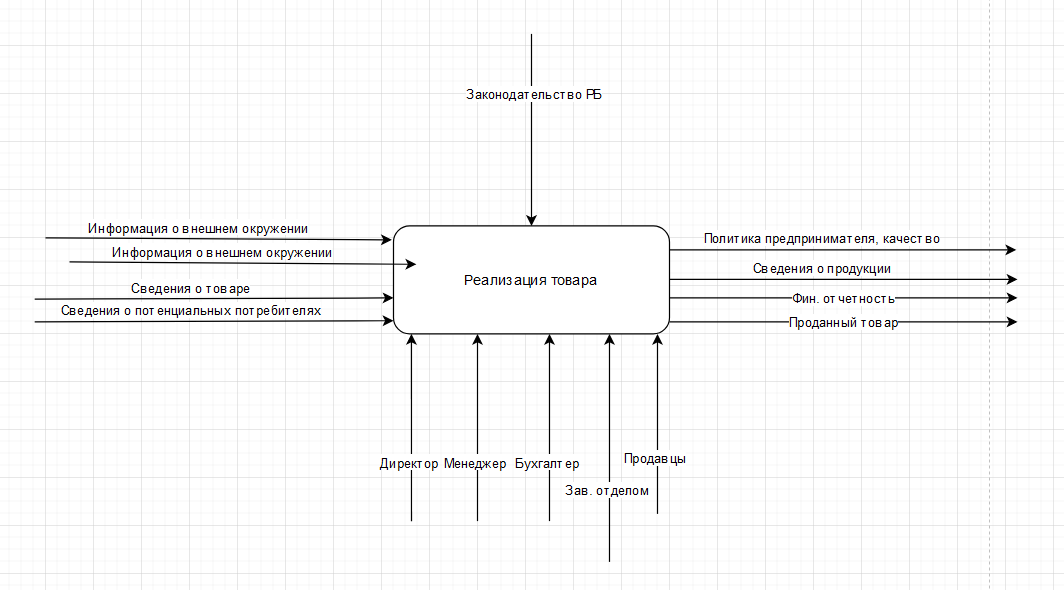 Законодательство РБ
Информация о внешнем окружении
Информация о внешнем окружении
Сведения о товаре
Сведения о потенциальных потребителях
Реализация товара
Политика предпринимателя, качество
Сведения о продукции
Фин. отчетность
Проданный товар
Директор
Менеджер
Бухгалтер
Зав. отделом
Продавцы